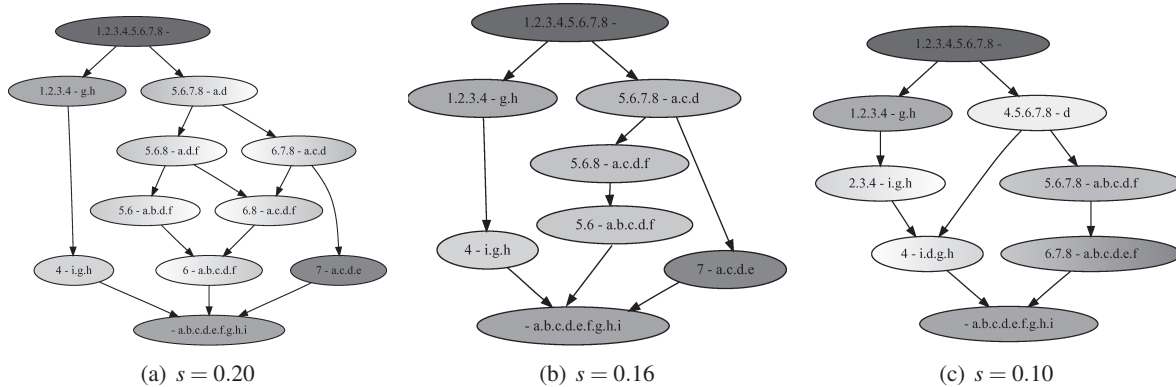 1.2.3.4.5.6.7.8 -
1.2.3.4 - g.h
5.6.7.8 - a.d
5.6.8 - a.d.f
6.7.8 - a.c.d
5.6 - a.b.d.f
6.8 - a.c.d.f
4 - i.g.h
6 - a.b.c.d.f
7 - a.c.d.e
- a.b.c.d.e.f.g.h.i
(a) s = 0.20
1.2.3.4.5.6.7.8 -
1.2.3.4 - g.h
5.6.7.8 - a.c.d
5.6.8 - a.c.d.f
5.6 - a.b.c.d.f
4 - i.g.h
7 - a.c.d.e
- a.b.c.d.e.f.g.h.i
(b) s = 0.16
1.2.3.4.5.6.7.8 -
1.2.3.4 - g.h
4.5.6.7.8 - d
2.3.4 - i.g.h
5.6.7.8 - a.b.c.d.f
4 - i.d.g.h
6.7.8 - a.b.c.d.e.f
- a.b.c.d.e.f.g.h.i
(c) s = 0.10